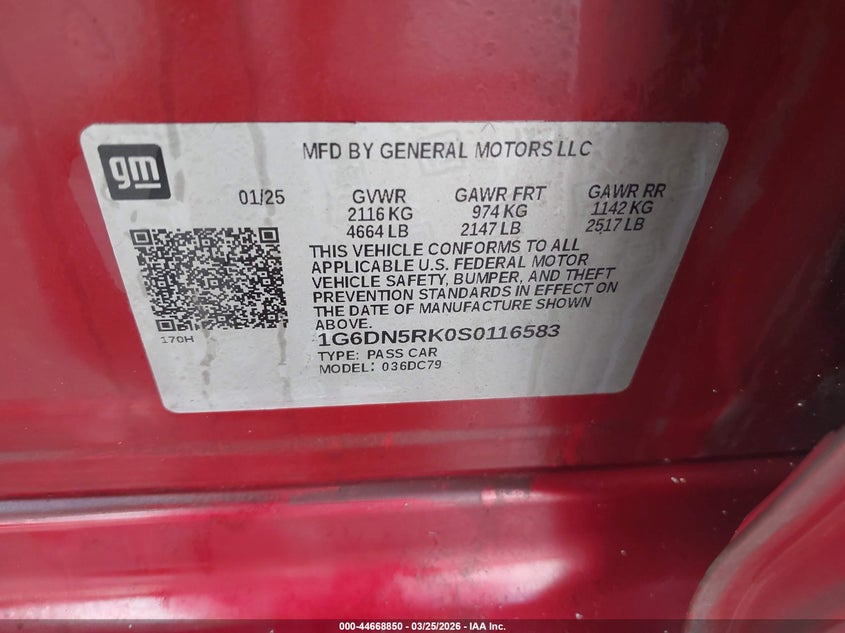 gm
MFD BY GENERAL MOTORS LLC
01/25 GVWR GAWR FRT GAWR RR
2116 KG 974 KG 1142 KG
4664 LB 2147 LB 2517 LB
THIS VEHICLE CONFORMS TO ALL
APPLICABLE U.S. FEDERAL MOTOR
VEHICLE SAFETY, BUMPER, AND THEFT
PREVENTION STANDARDS IN EFFECT ON
THE DATE OF MANUFACTURE SHOWN
ABOVE.
170H
1G6DN5RK0S0116583
TYPE: PASS CAR
MODEL: 036DC79
000-44668850 - 03/25/2026 - IAA Inc.